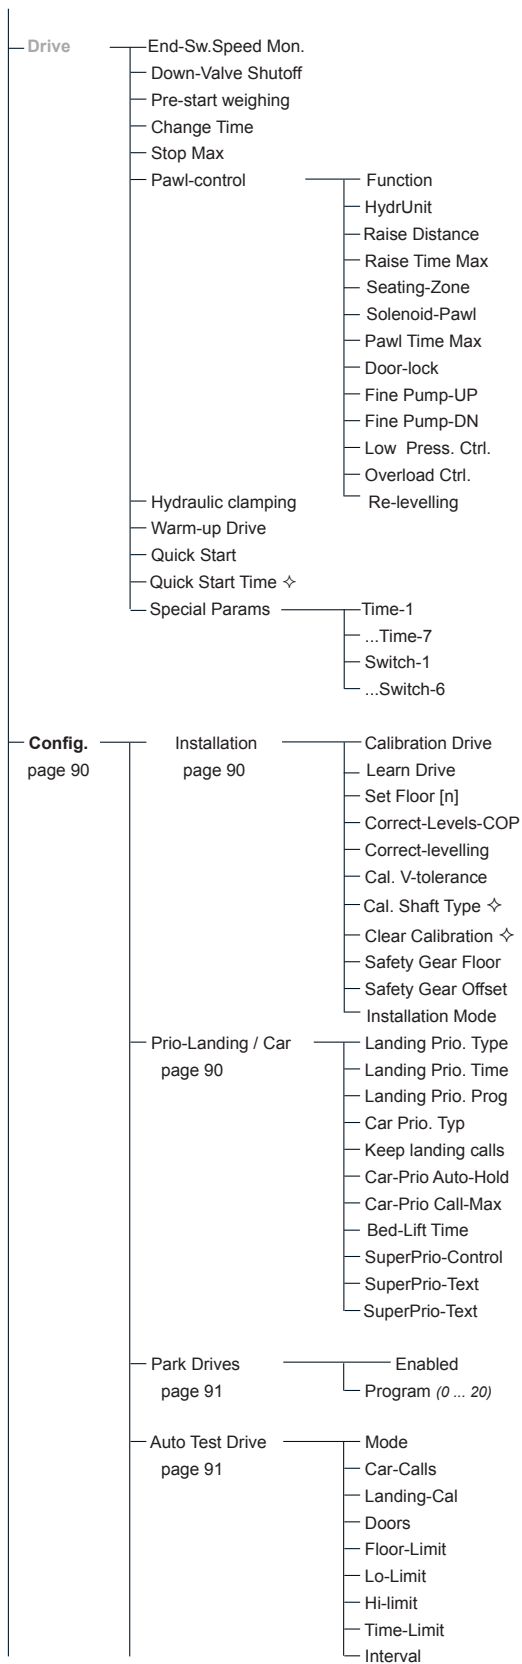 Drive End-Sw.Speed Mon.
Down-Valve Shutoff
Pre-start weighing
Change Time
Stop Max
Pawl-control Function
HydrUnit
Raise Distance
Raise Time Max
Seating-Zone
Solenoid-Pawl
Pawl Time Max
Door-lock
Fine Pump-UP
Fine Pump-DN
Low Press. Ctrl.
Overload Ctrl.
Hydraulic clamping Re-levelling
Warm-up Drive
Quick Start
Quick Start Time ✧
Special Params Time-1
...Time-7
Switch-1
...Switch-6
Config. Installation Calibration Drive
page 90 page 90 Learn Drive
Set Floor [n]
Correct-Levels-COP
Correct-levelling
Cal. V-tolerance
Cal. Shaft Type ✧
Clear Calibration ✧
Safety Gear Floor
Safety Gear Offset
Installation Mode
Prio-Landing / Car Landing Prio. Type
page 90 Landing Prio. Time
Landing Prio. Prog
Car Prio. Typ
Keep landing calls
Car-Prio Auto-Hold
Car-Prio Call-Max
Bed-Lift Time
SuperPrio-Control
SuperPrio-Text
SuperPrio-Text
Park Drives Enabled
page 91 Program (0 ... 20)
Auto Test Drive Mode
page 91 Car-Calls
Landing-Cal
Doors
Floor-Limit
Lo-Limit
Hi-limit
Time-Limit
Interval